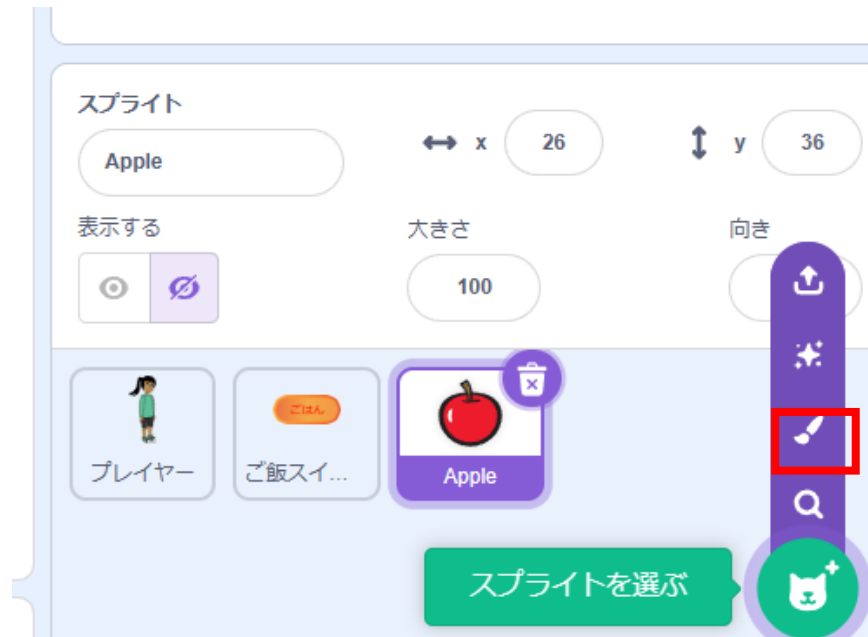 スプライト
Apple
x 26
y 36
表示する
大きさ
向き
100
ごはん
プレイヤー
ご飯スイ...
Apple
スプライトを選ぶ